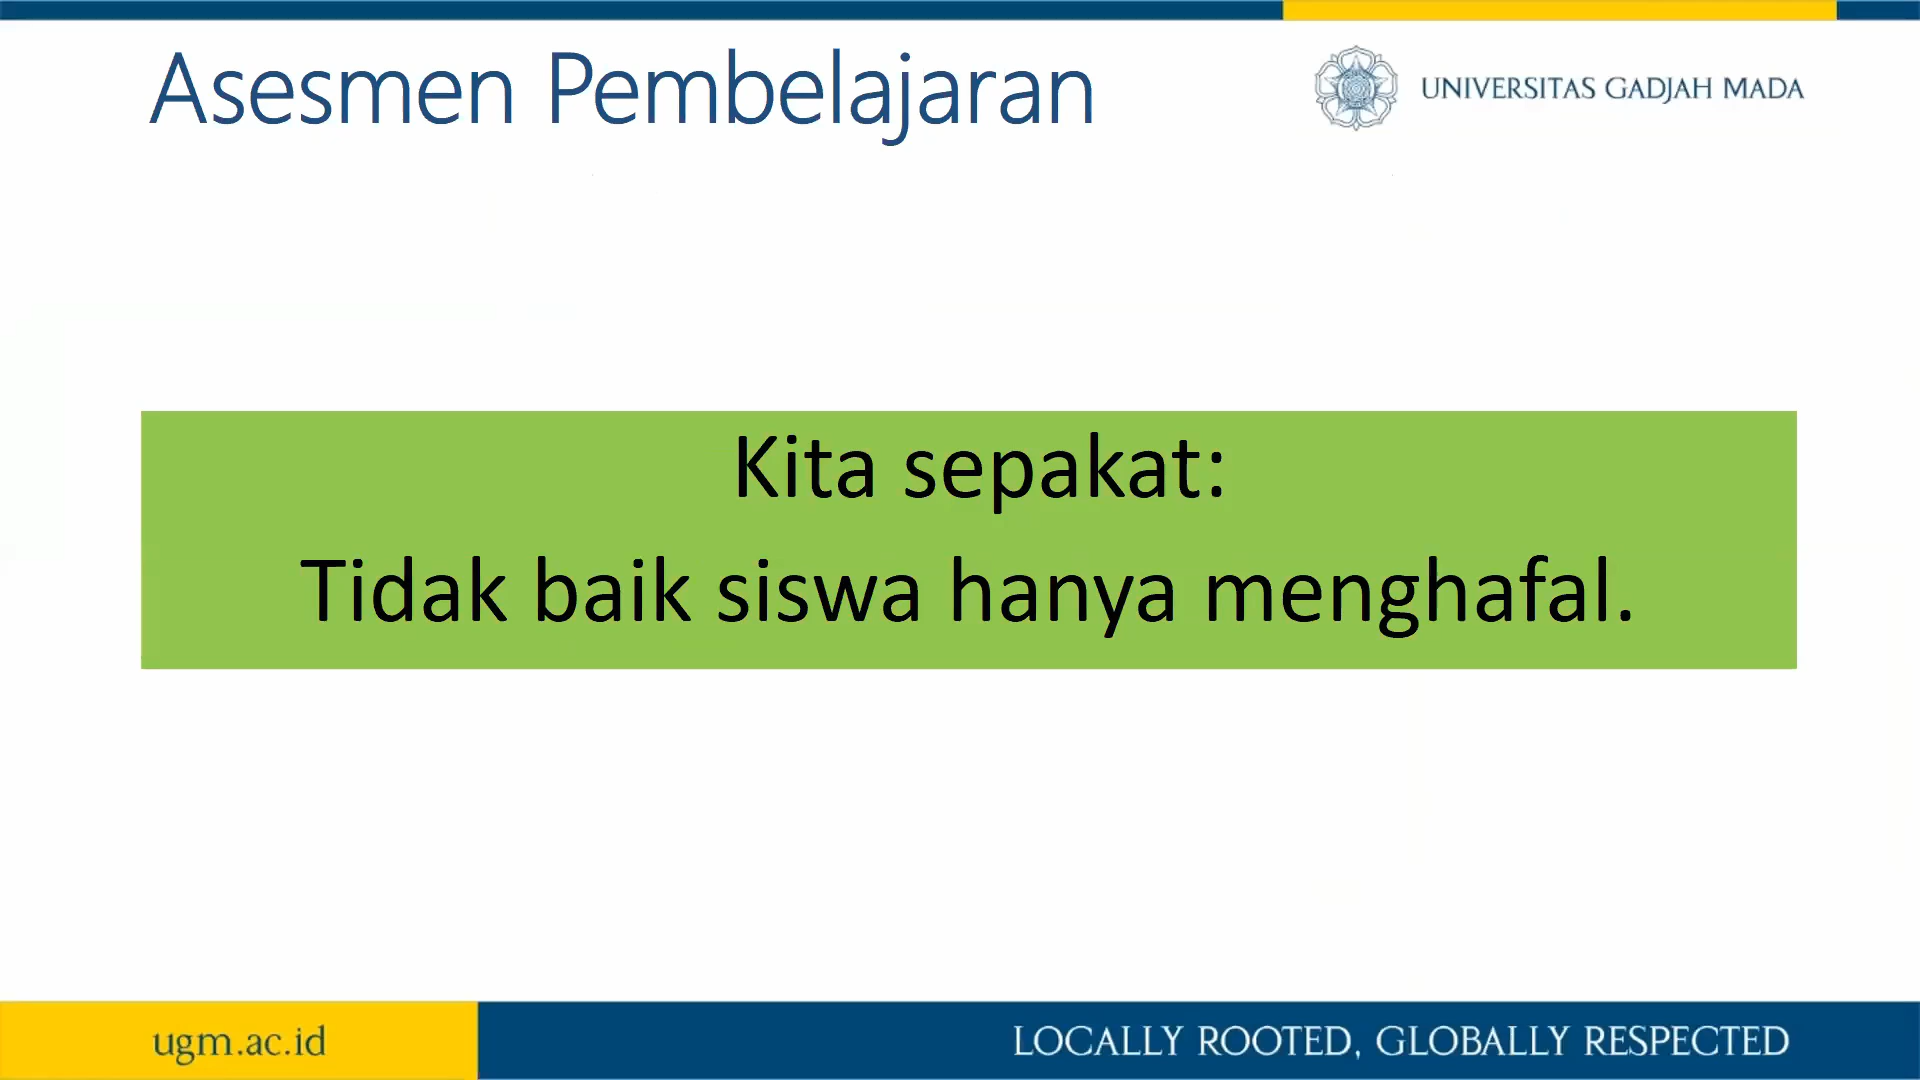 Asesmen Pembelajaran
UNIVERSITAS GADJAH MADA
Kita sepakat:
Tidak baik siswa hanya menghafal.
ugm.ac.id
LOCALLY ROOTED, GLOBALLY RESPECTED